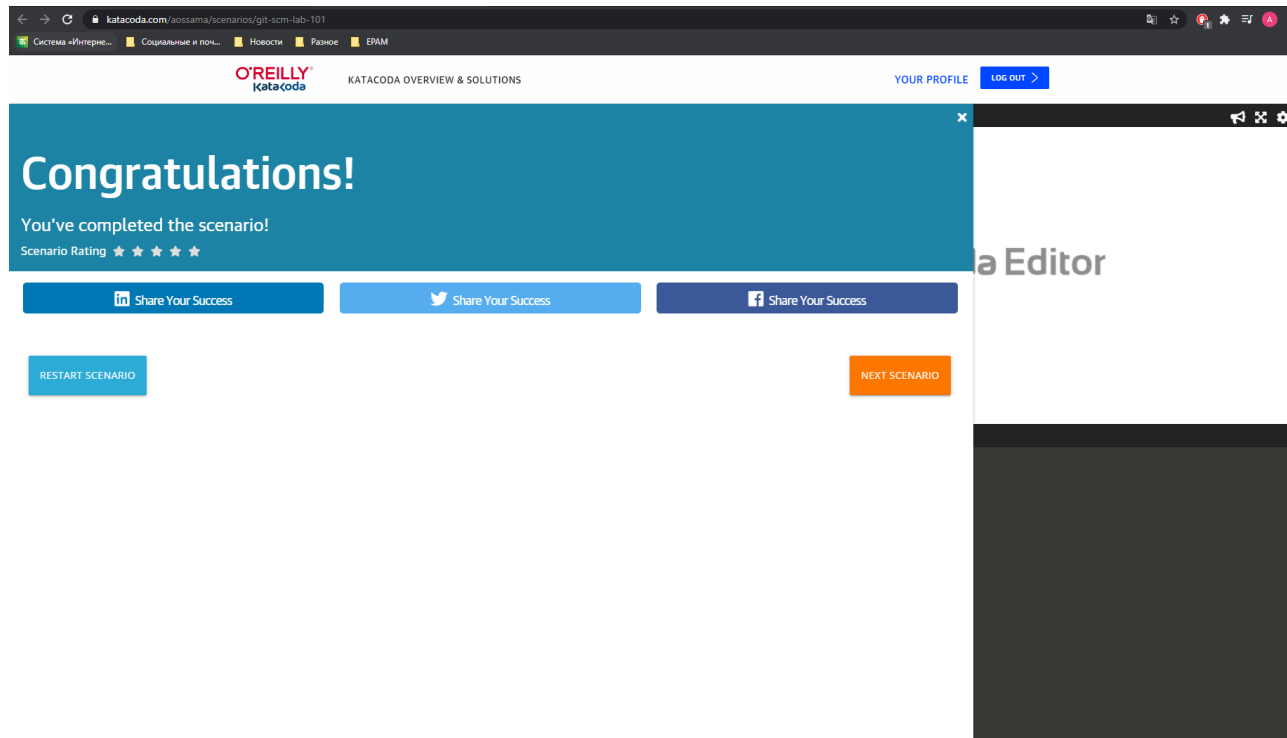 katacoda.com/aossama/scenarios/git-scm-lab-101
Система «Интерне... Социальные и поч... Новости Разное EPAM
O'REILLY®
Katacoda
KATACODA OVERVIEW & SOLUTIONS
YOUR PROFILE
LOG OUT
Congratulations!
You've completed the scenario!
Scenario Rating
Share Your Success
Share Your Success
Share Your Success
RESTART SCENARIO
NEXT SCENARIO
a Editor
1
A